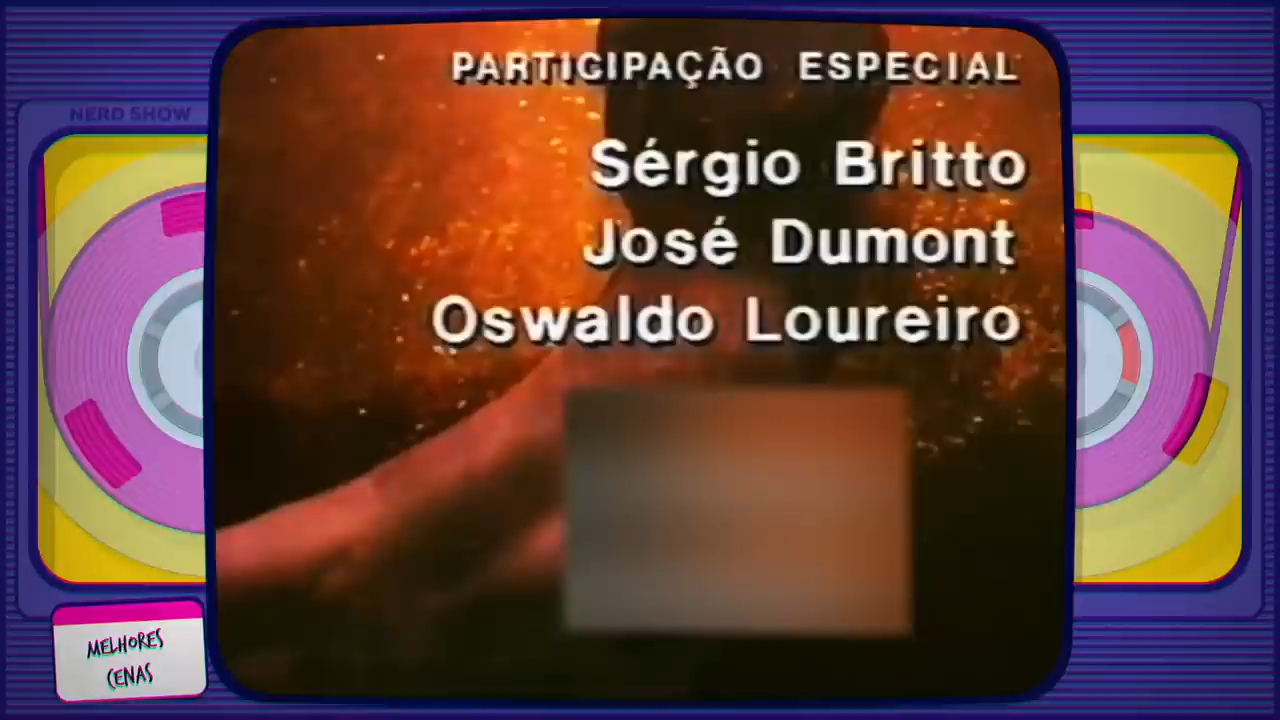 NERD SHOW
PARTICIPAÇÃO ESPECIAL
Sérgio Britto
José Dumont
Oswaldo Loureiro
MELHORES
CENAS